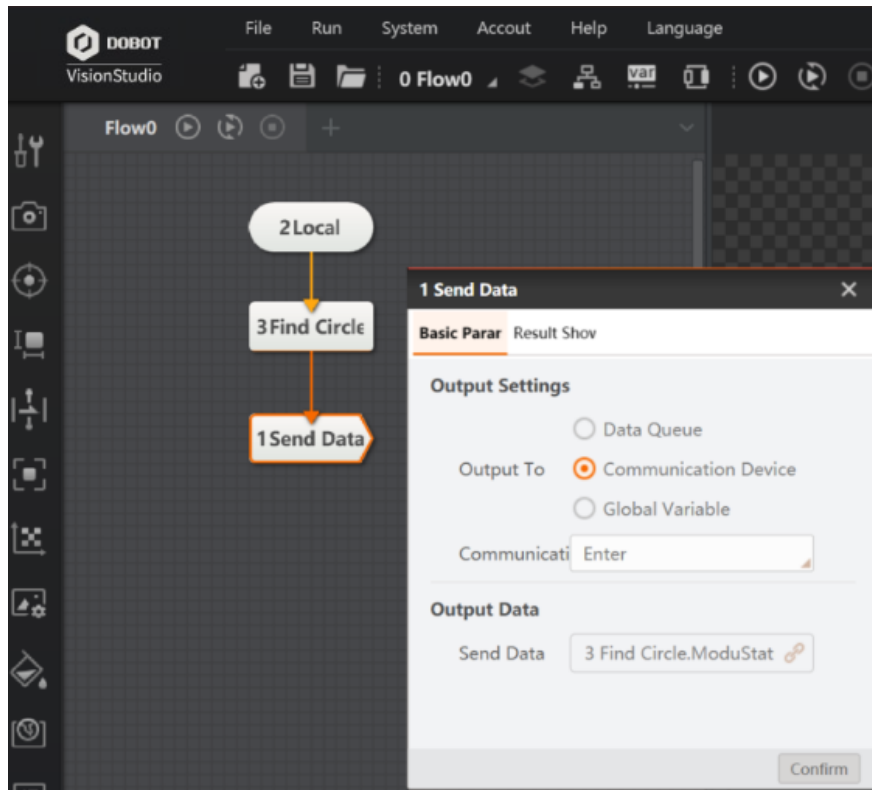 File Run System Accout Help Language
DOBOT
VisionStudio
0 Flow0
var
Flow0
2Local
3Find Circle
1Send Data
1 Send Data
Basic Parar Result Shov
Output Settings
Data Queue
Output To
Communication Device
Global Variable
Communicati Enter
Output Data
Send Data 3 Find Circle.ModuStat
Confirm